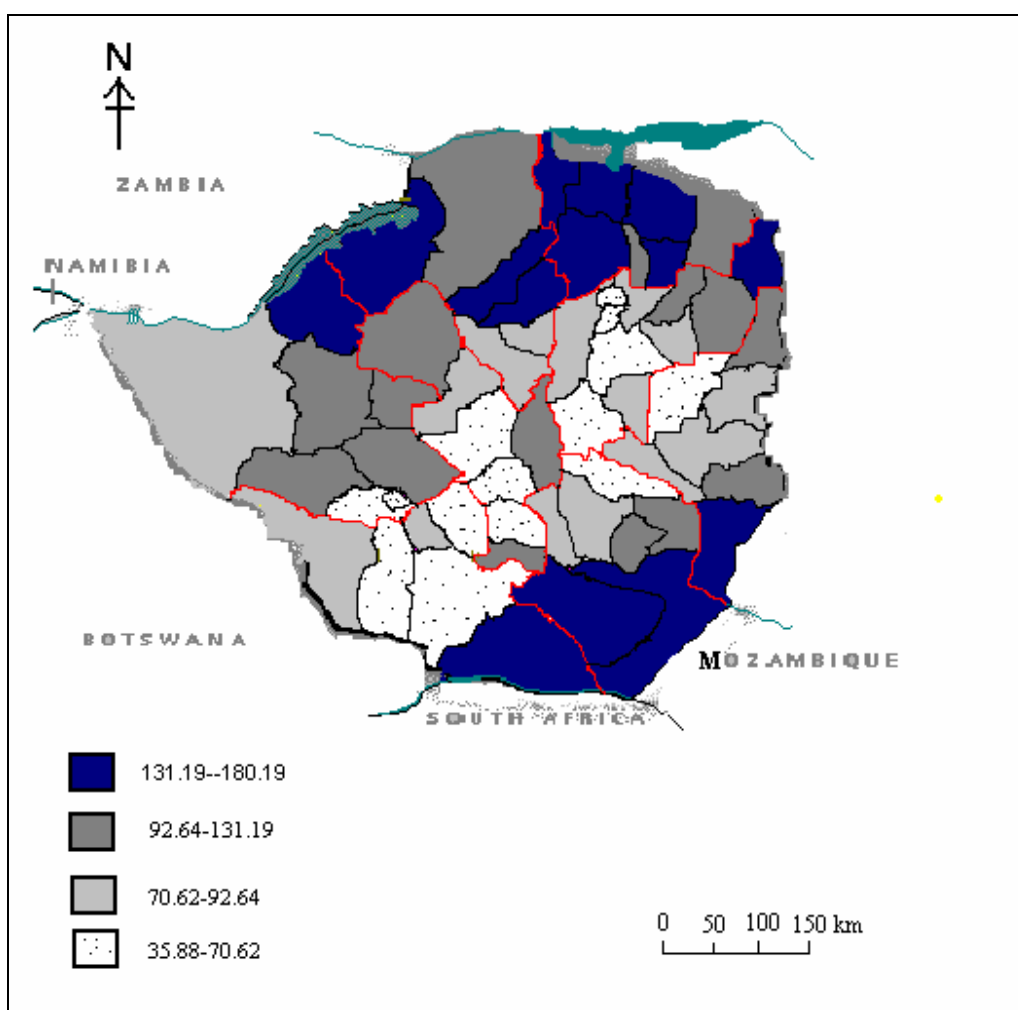 N
ZAMBIA
NAMIBIA
BOTSWANA
MOZAMBIQUE
SOUTH AFRICA
131.19--180.19
92.64-131.19
70.62-92.64
35.88-70.62
0 50 100 150 km